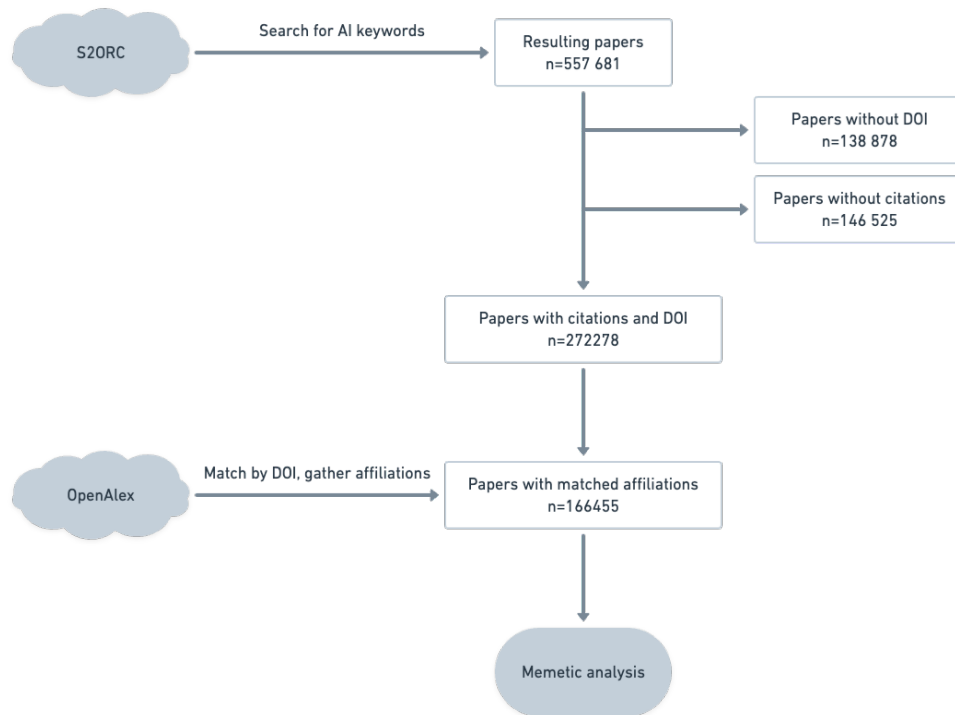 S2ORC
Search for AI keywords
Resulting papers
n=557 681
Papers without DOI
n=138 878
Papers without citations
n=146 525
Papers with citations and DOI
n=272278
OpenAlex
Match by DOI, gather affiliations
Papers with matched affiliations
n=166455
Memetic analysis